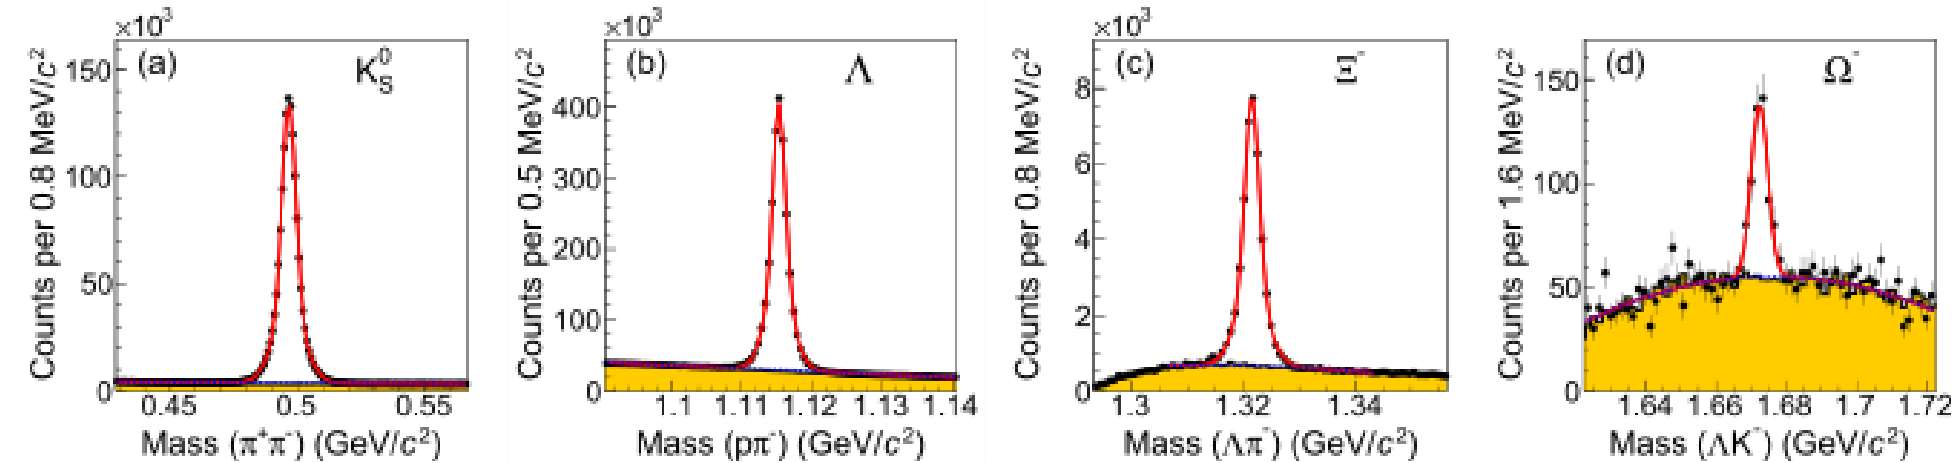 ×10³
(a) K⁰S
Counts per 0.8 MeV/c²
150
100
50
0
0.45 0.5 0.55
Mass (π⁺π⁻) (GeV/c²)
×10³
(b) Λ
Counts per 0.5 MeV/c²
400
300
200
100
0
1.1 1.11 1.12 1.13 1.14
Mass (pπ⁻) (GeV/c²)
×10³
(c) Ξ⁻
Counts per 0.8 MeV/c²
8
6
4
2
0
1.3 1.32 1.34
Mass (Λπ⁻) (GeV/c²)
(d) Ω⁻
Counts per 1.6 MeV/c²
150
100
50
0
1.64 1.66 1.68 1.7 1.72
Mass (ΛK⁻) (GeV/c²)